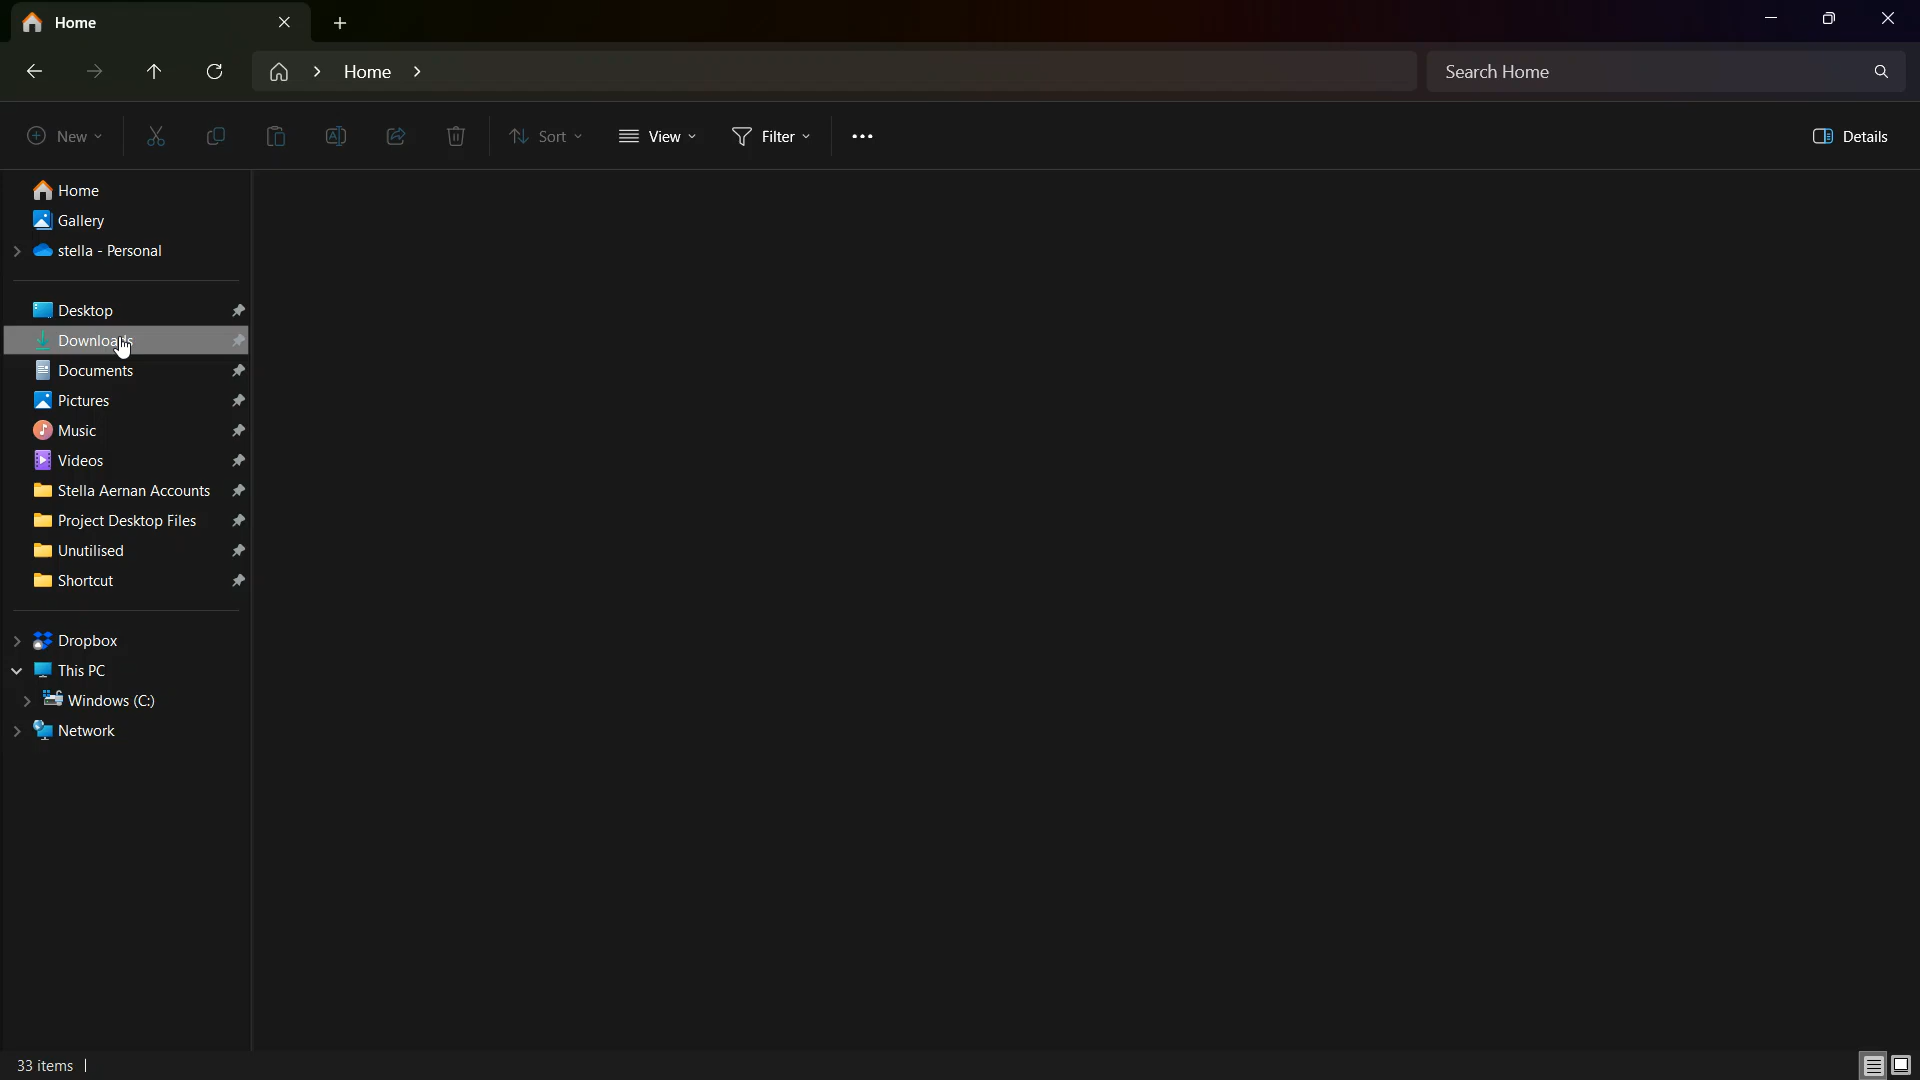 Home
Home
Search Home
New
Sort
View
Filter
Details
Home
Gallery
stella - Personal
Desktop
Downloads
Documents
Pictures
Music
Videos
Stella Aernan Accounts
Project Desktop Files
Unutilised
Shortcut
Dropbox
This PC
Windows (C:)
Network
33 items